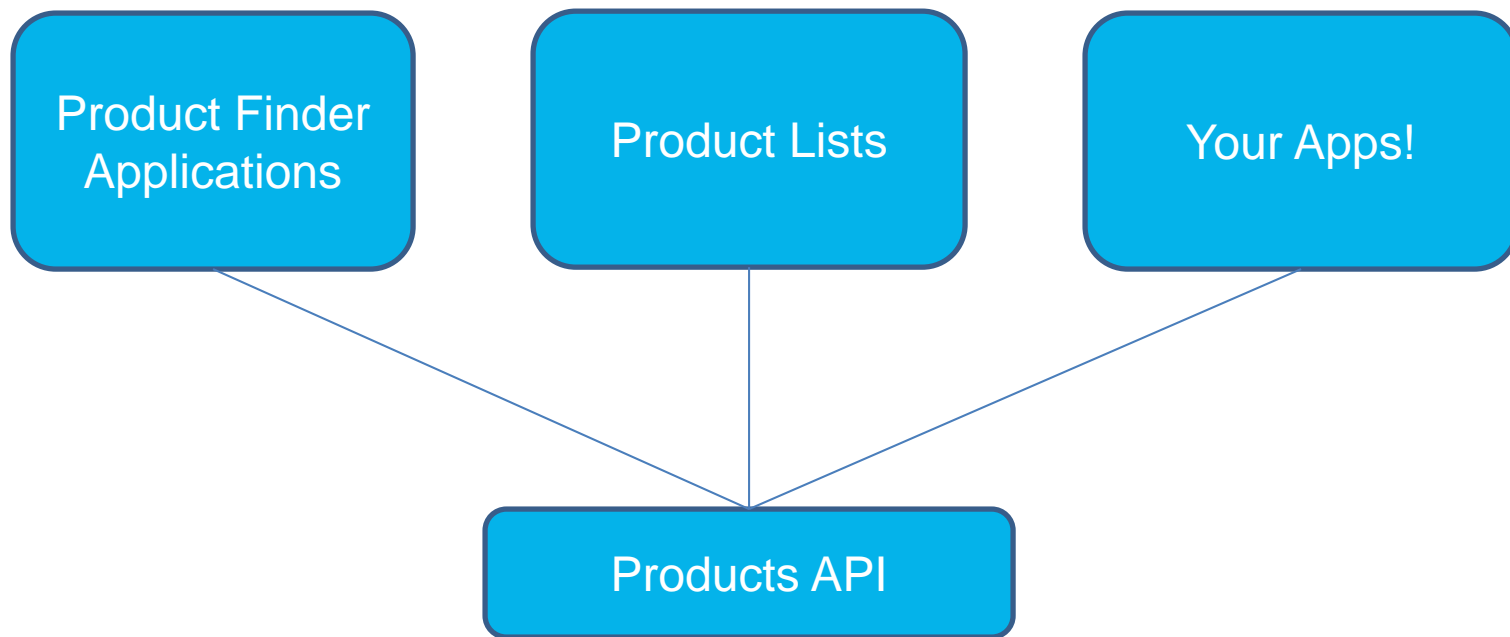 Product Finder
Applications
Product Lists
Your Apps!
Products API